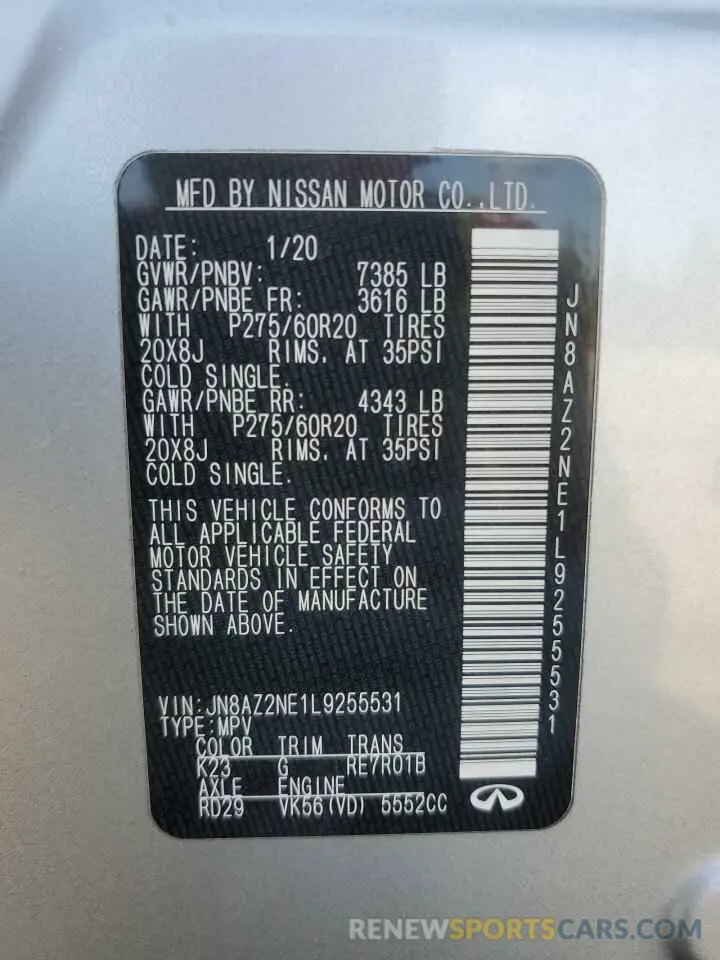 MFD BY NISSAN MOTOR CO.,LTD.
DATE: 1/20
GVWR/PNBV: 7385 LB
GAWR/PNBE FR: 3616 LB
WITH P275/60R20 TIRES
20X8J RIMS. AT 35PSI
COLD SINGLE.
GAWR/PNBE RR: 4343 LB
WITH P275/60R20 TIRES
20X8J RIMS. AT 35PSI
COLD SINGLE.
THIS VEHICLE CONFORMS TO
ALL APPLICABLE FEDERAL
MOTOR VEHICLE SAFETY
STANDARDS IN EFFECT ON
THE DATE OF MANUFACTURE
SHOWN ABOVE.
VIN:JN8AZ2NE1L9255531
TYPE:MPV
COLOR TRIM TRANS
K23 G RE7R01B
AXLE ENGINE
RD29 VK56(VD) 5552CC
JN8AZ2NE1L9255531
RENEWSPORTSCARS.COM